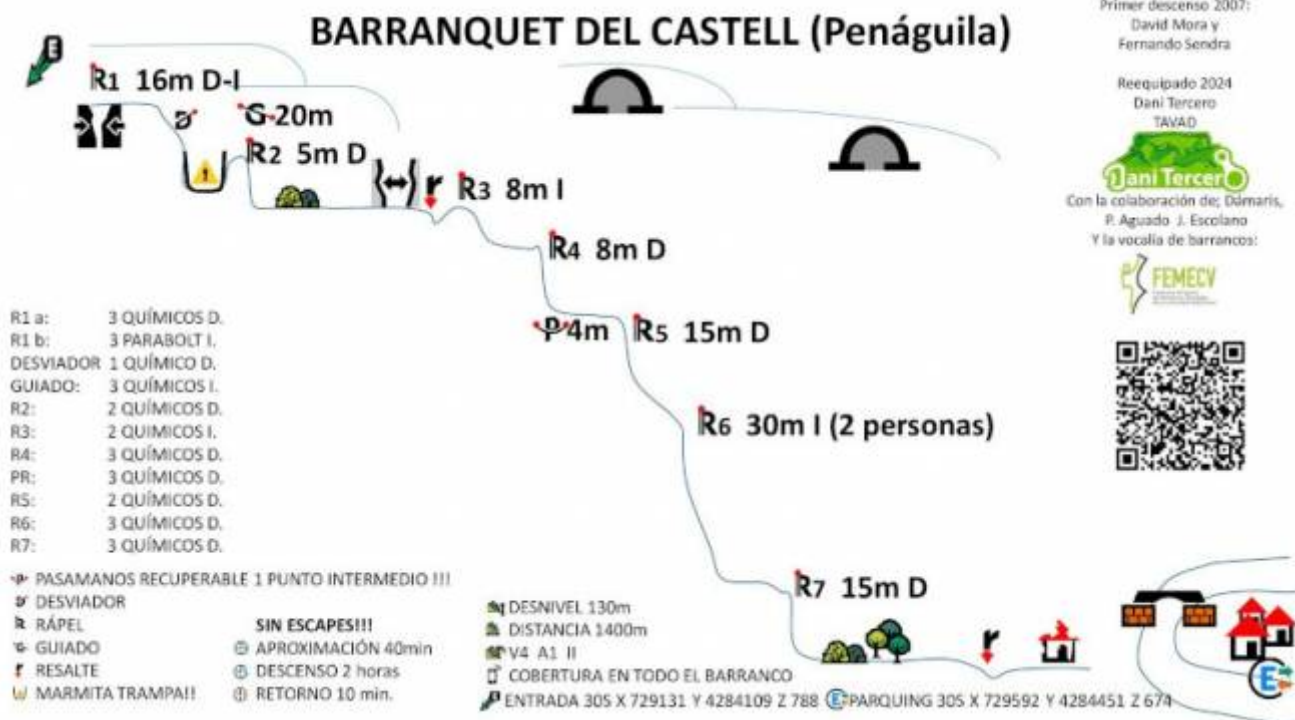 Primer descenso 2007:
David Mora y
Fernando Sendra
BARRANQUET DEL CASTELL (Penáguila)
Reequipado 2024
Dani Tercero
TAVAD
Dani Tercero
Con la colaboración de; Dámaris,
P. Aguado J. Escolano
Y la vocalía de barrancos:
FEMECV
E
R1 16m D-I
D
G 20m
R2 5m D
r
R3 8m I
R4 8m D
P 4m
R5 15m D
R6 30m I (2 personas)
R7 15m D
r
R1 a: 3 QUÍMICOS D.
R1 b: 3 PARABOLT I.
DESVIADOR 1 QUÍMICO D.
GUIADO: 3 QUÍMICOS I.
R2: 2 QUÍMICOS D.
R3: 2 QUIMICOS I.
R4: 3 QUÍMICOS D.
PR: 3 QUÍMICOS D.
R5: 2 QUÍMICOS D.
R6: 3 QUÍMICOS D.
R7: 3 QUÍMICOS D.
P PASAMANOS RECUPERABLE 1 PUNTO INTERMEDIO !!!
D DESVIADOR
R RÁPEL
G GUIADO
r RESALTE
MARMITA TRAMPA!!
SIN ESCAPES!!!
APROXIMACIÓN 40min
DESCENSO 2 horas
RETORNO 10 min.
DESNIVEL 130m
DISTANCIA 1400m
V4 A1 II
COBERTURA EN TODO EL BARRANCO
ENTRADA 30S X 729131 Y 4284109 Z 788
E PARQUING 30S X 729592 Y 4284451 Z 674
E